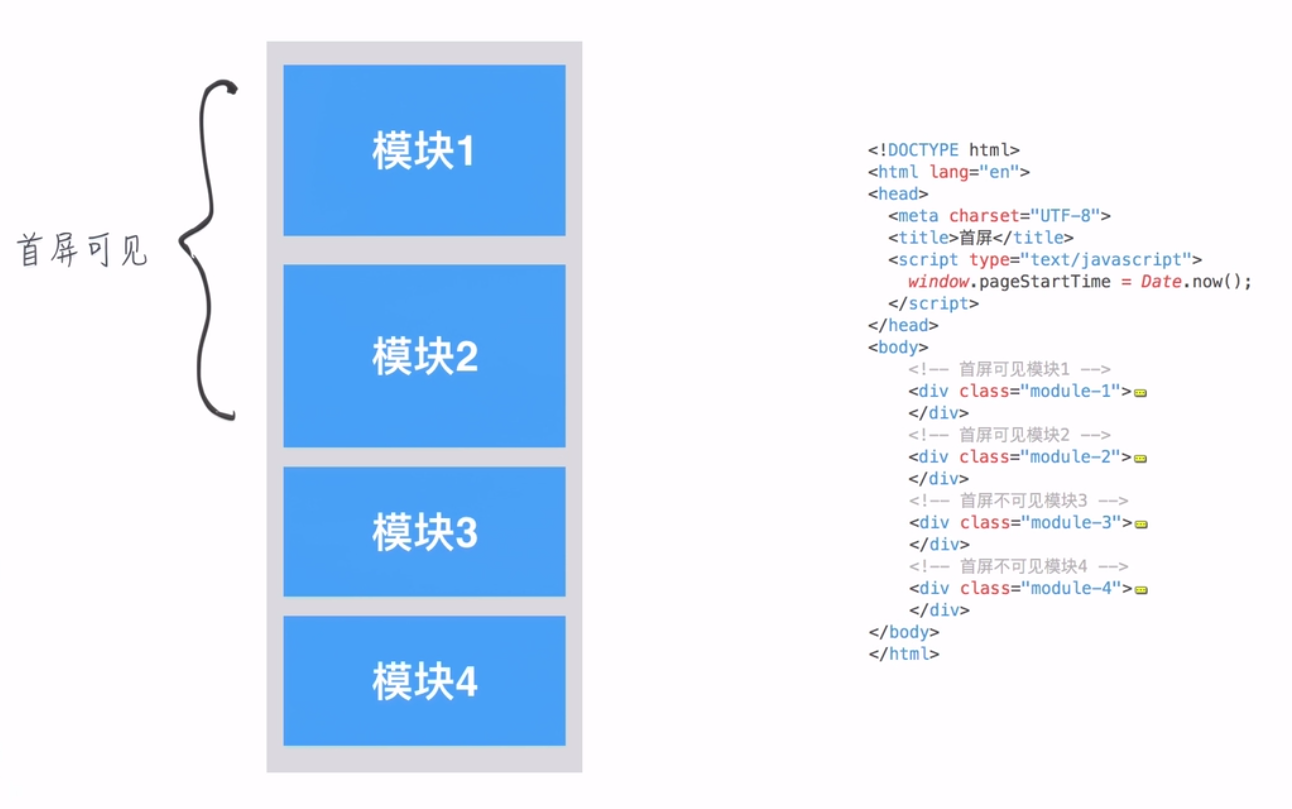 首屏可见
模块1
模块2
模块3
模块4
<!DOCTYPE html>
<html lang="en">
<head>
  <meta charset="UTF-8">
  <title>首屏</title>
  <script type="text/javascript">
    window.pageStartTime = Date.now();
  </script>
</head>
<body>
    <!-- 首屏可见模块1 -->
    <div class="module-1">
    </div>
    <!-- 首屏可见模块2 -->
    <div class="module-2">
    </div>
    <!-- 首屏不可见模块3 -->
    <div class="module-3">
    </div>
    <!-- 首屏不可见模块4 -->
    <div class="module-4">
    </div>
</body>
</html>